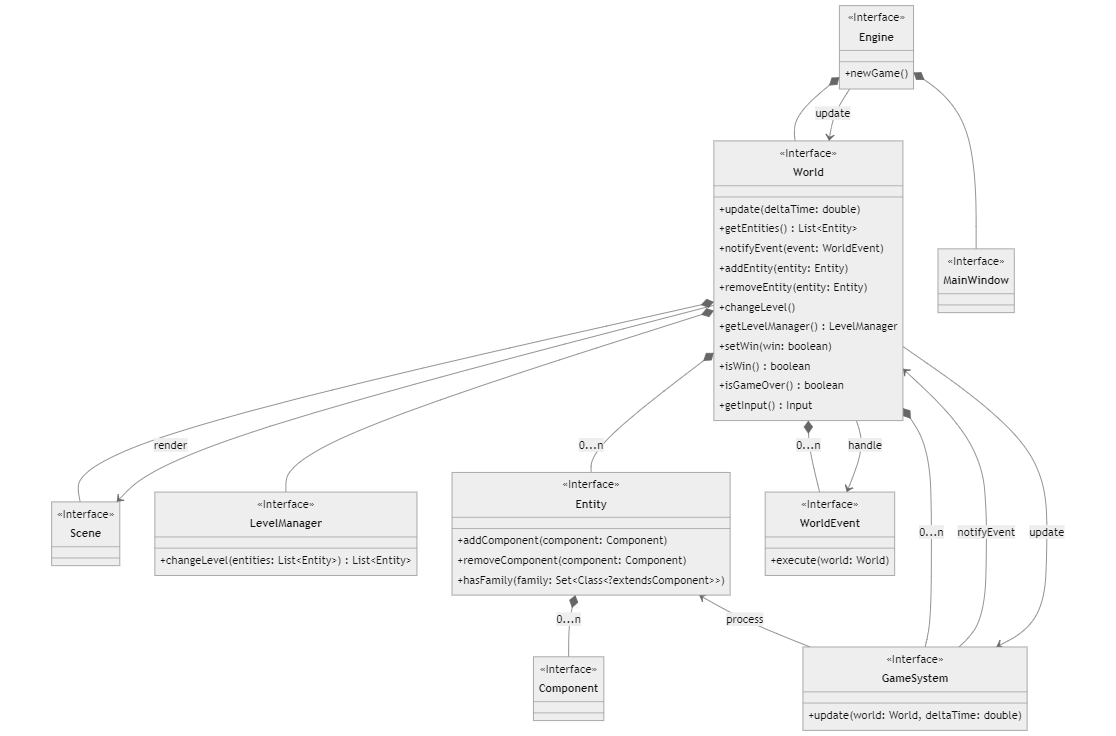 «Interface»
Engine
+newGame()
update
«Interface»
World
+update(deltaTime: double)
+getEntities() : List<Entity>
+notifyEvent(event: WorldEvent)
+addEntity(entity: Entity)
+removeEntity(entity: Entity)
+changeLevel()
+getLevelManager() : LevelManager
+setWin(win: boolean)
+isWin() : boolean
+isGameOver() : boolean
+getInput() : Input
«Interface»
MainWindow
render
0...n
0...n
handle
«Interface»
Scene
«Interface»
LevelManager
+changeLevel(entities: List<Entity>) : List<Entity>
«Interface»
Entity
+addComponent(component: Component)
+removeComponent(component: Component)
+hasFamily(family: Set<Class<?extendsComponent>>)
«Interface»
WorldEvent
+execute(world: World)
0...n
notifyEvent
update
0...n
process
«Interface»
Component
«Interface»
GameSystem
+update(world: World, deltaTime: double)